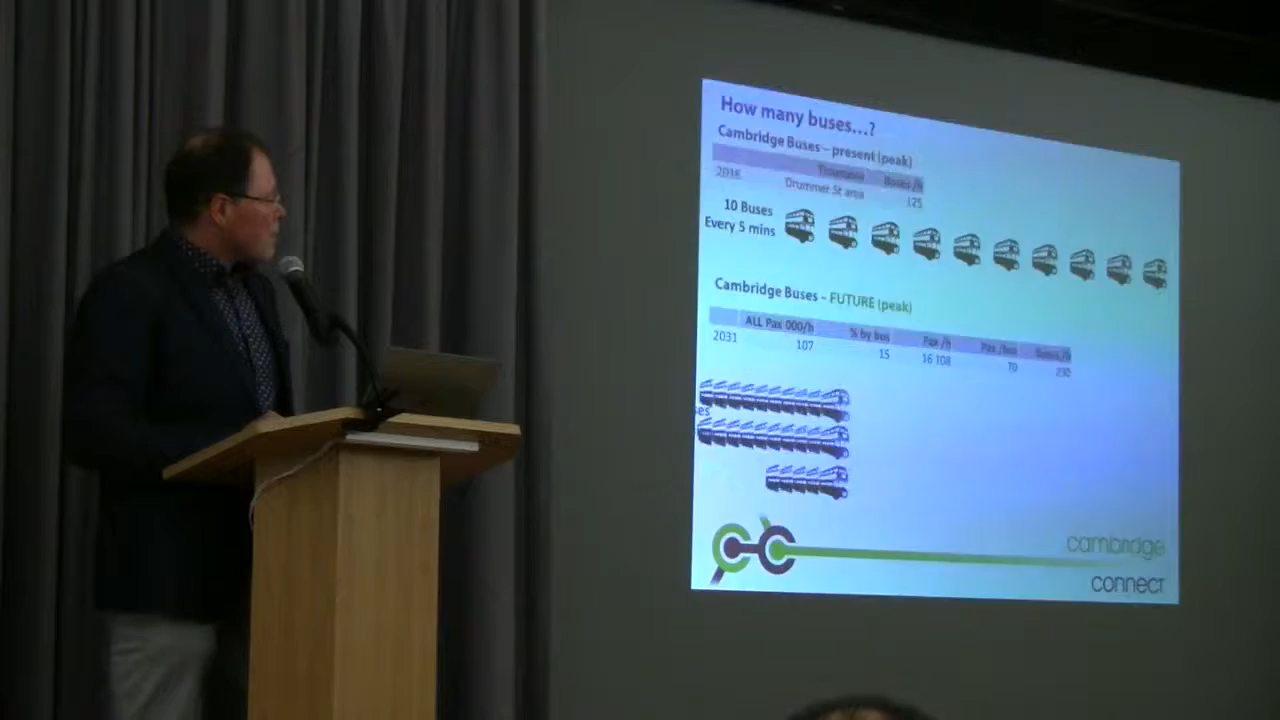 How many buses...?
Cambridge Buses – present (peak)
Buses /h
Drummer St area 125
10 Buses
Every 5 mins
Cambridge Buses – FUTURE (peak)
ALL Pax 000/h % by bus Pax /h Pax /bus Buses /h
2031 107 15 16 108 70 230
es
cambridge
connect